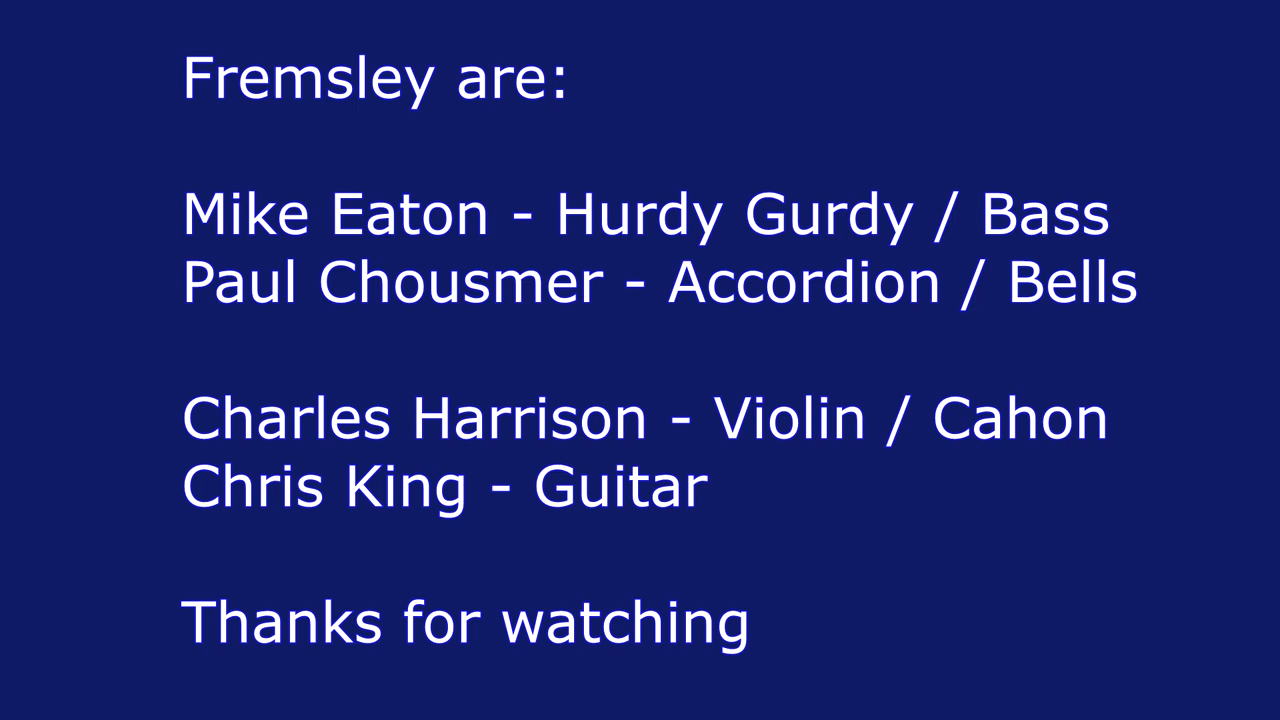 Fremsley are:
Mike Eaton - Hurdy Gurdy / Bass
Paul Chousmer - Accordion / Bells
Charles Harrison - Violin / Cahon
Chris King - Guitar
Thanks for watching